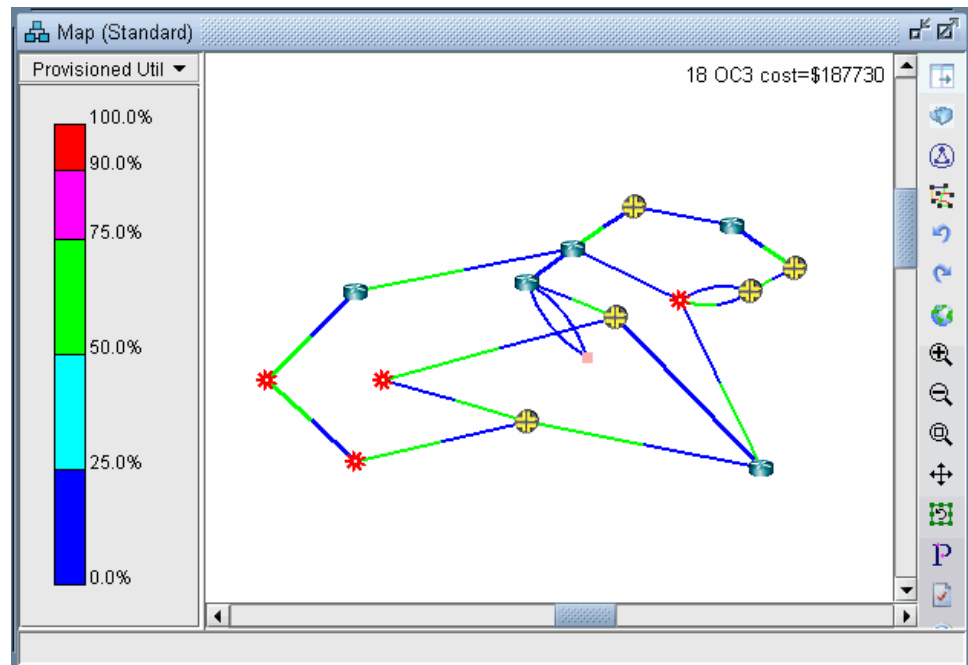 Map (Standard)
Provisioned Util
18 OC3 cost=$187730
100.0%
90.0%
75.0%
50.0%
25.0%
0.0%